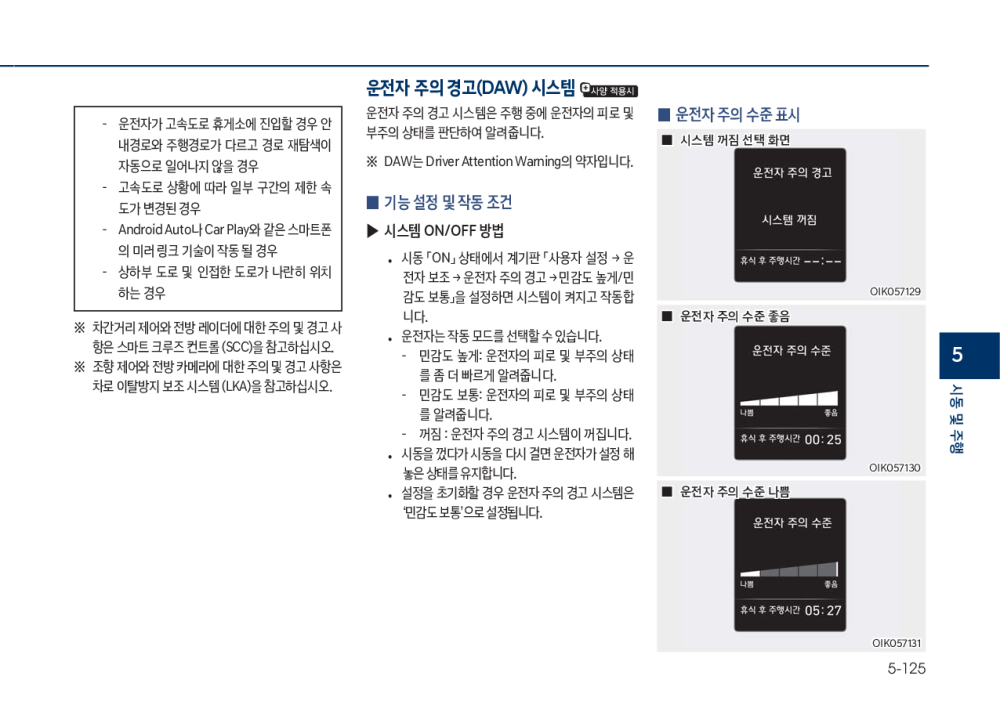 - 운전자가 고속도로 휴게소에 진입할 경우 안
내경로와 주행경로가 다르고 경로 재탐색이
자동으로 일어나지 않을 경우
- 고속도로 상황에 따라 일부 구간의 제한 속
도가 변경된 경우
- Android Auto나 Car Play와 같은 스마트폰
의 미러 링크 기술이 작동 될 경우
- 상하부 도로 및 인접한 도로가 나란히 위치
하는 경우
※ 차간거리 제어와 전방 레이더에 대한 주의 및 경고 사
항은 스마트 크루즈 컨트롤 (SCC)을 참고하십시오.
※ 조향 제어와 전방 카메라에 대한 주의 및 경고 사항은
차로 이탈방지 보조 시스템 (LKA)을 참고하십시오.
운전자 주의 경고(DAW) 시스템 사양 적용시
운전자 주의 경고 시스템은 주행 중에 운전자의 피로 및
부주의 상태를 판단하여 알려줍니다.
※ DAW는 Driver Attention Warning의 약자입니다.
■ 기능 설정 및 작동 조건
▶ 시스템 ON/OFF 방법
• 시동 「ON」 상태에서 계기판 「사용자 설정 → 운
전자 보조 → 운전자 주의 경고 → 민감도 높게/민
감도 보통」을 설정하면 시스템이 켜지고 작동합
니다.
• 운전자는 작동 모드를 선택할 수 있습니다.
- 민감도 높게: 운전자의 피로 및 부주의 상태
를 좀 더 빠르게 알려줍니다.
- 민감도 보통: 운전자의 피로 및 부주의 상태
를 알려줍니다.
- 꺼짐 : 운전자 주의 경고 시스템이 꺼집니다.
• 시동을 껐다가 시동을 다시 걸면 운전자가 설정 해
놓은 상태를 유지합니다.
• 설정을 초기화할 경우 운전자 주의 경고 시스템은
‘민감도 보통’으로 설정됩니다.
■ 운전자 주의 수준 표시
■ 시스템 꺼짐 선택 화면
운전자 주의 경고
시스템 꺼짐
휴식 후 주행시간 --:--
OIK057129
■ 운전자 주의 수준 좋음
운전자 주의 수준
나쁨 좋음
휴식 후 주행시간 00:25
OIK057130
■ 운전자 주의 수준 나쁨
운전자 주의 수준
나쁨 좋음
휴식 후 주행시간 05:27
OIK057131
5
시동 및 주행
5-125